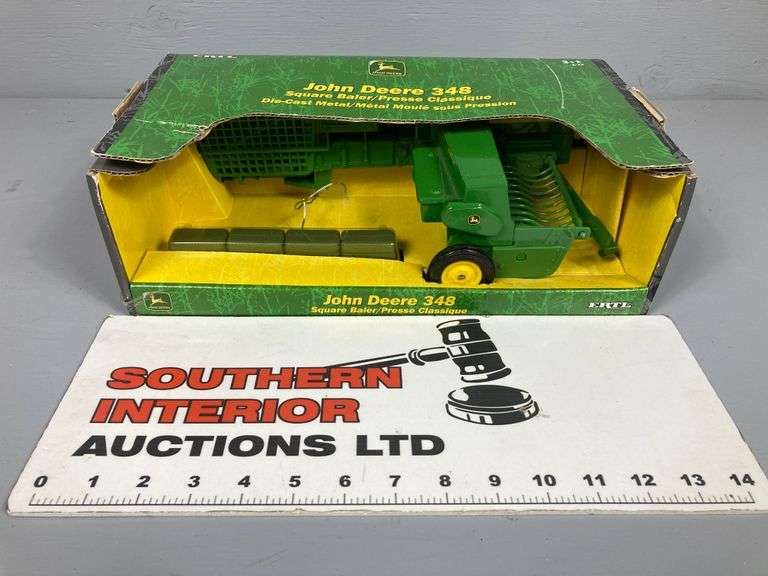 ERTL
John Deere 348
Square Baler/Presse Classique
Die-Cast Metal/Métal Moulé sous Pression
John Deere 348
Square Baler/Presse Classique
ERTL
SOUTHERN
INTERIOR
AUCTIONS LTD
0 1 2 3 4 5 6 7 8 9 10 11 12 13 14